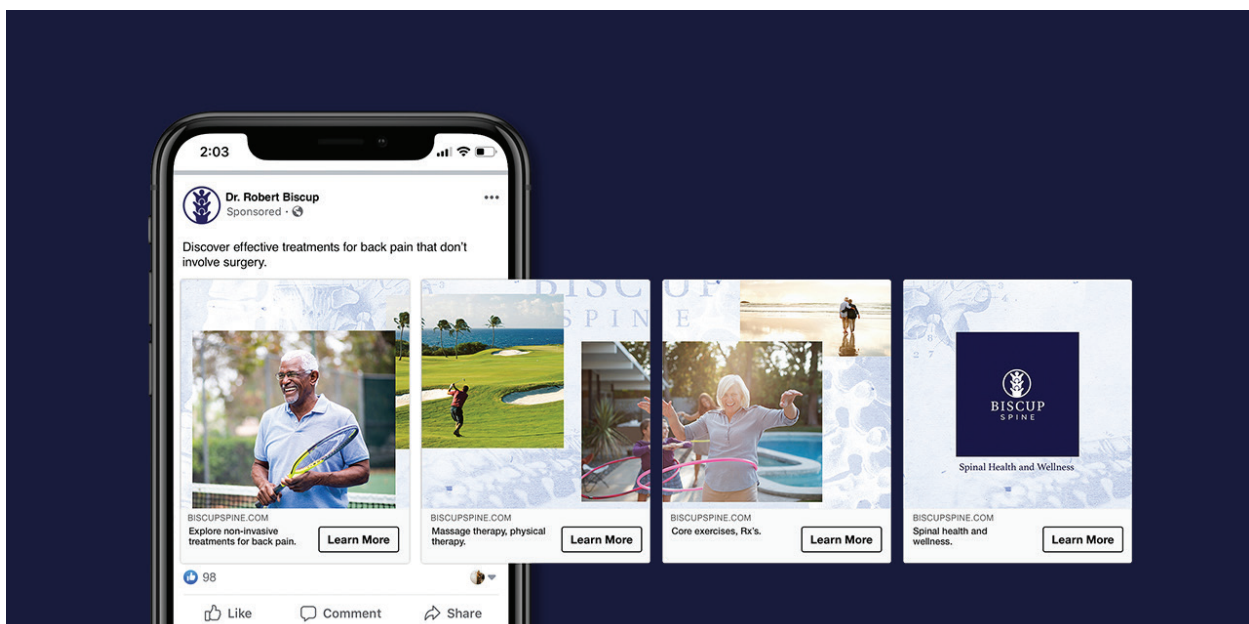 2:03
Dr. Robert Biscup
Sponsored ·
Discover effective treatments for back pain that don't
involve surgery.
BISCUP
SPINE
8
2 7
BISCUP
SPINE
Spinal Health and Wellness
BISCUPSPINE.COM
Explore non-invasive
treatments for back pain.
Learn More
BISCUPSPINE.COM
Massage therapy, physical
therapy.
Learn More
BISCUPSPINE.COM
Core exercises, Rx's.
Learn More
BISCUPSPINE.COM
Spinal health and
wellness.
Learn More
98
Like
Comment
Share